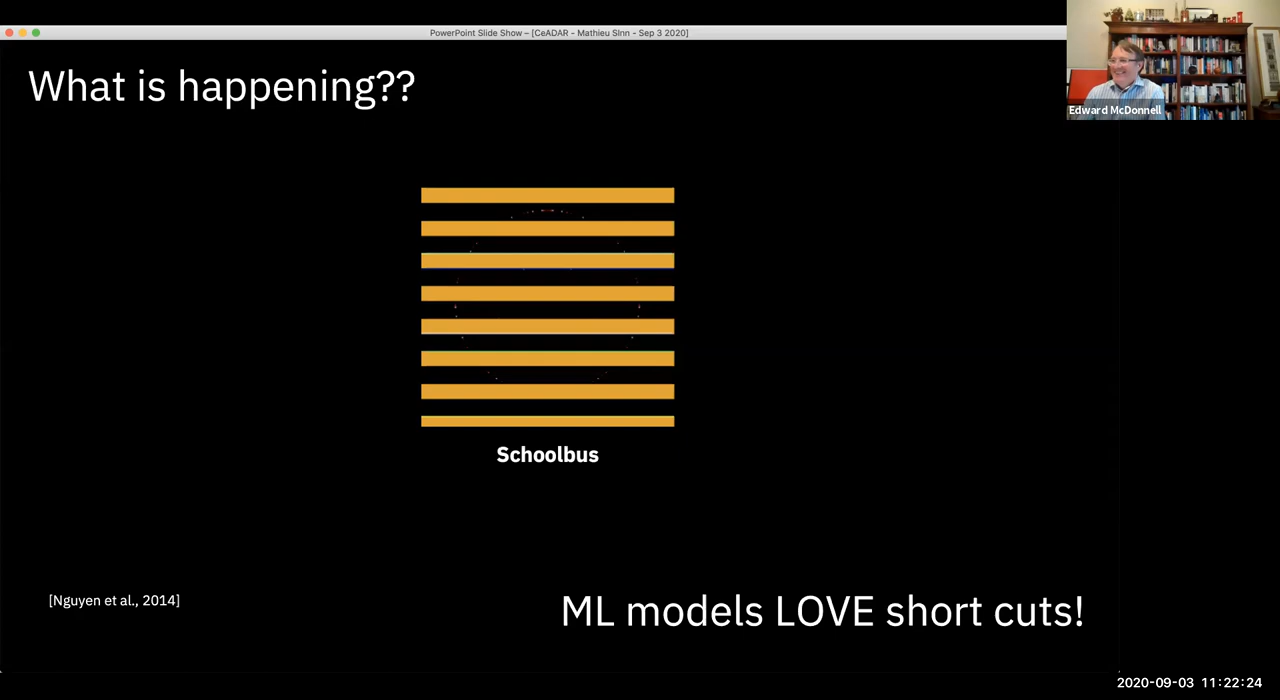 PowerPoint Slide Show – [CeADAR - Mathieu SInn - Sep 3 2020]
Edward McDonnell
What is happening??
Schoolbus
[Nguyen et al., 2014]
ML models LOVE short cuts!
2020-09-03 11:22:24